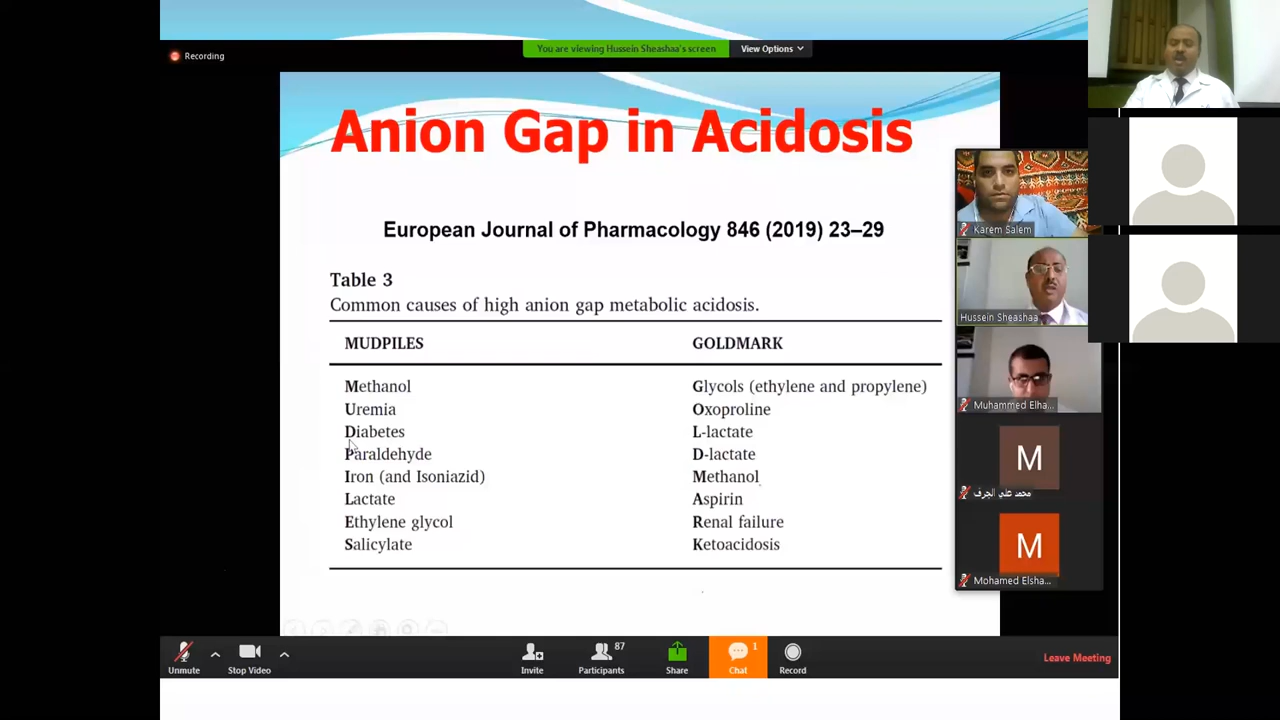 Recording
You are viewing Hussein Sheashaa's screen
View Options
Anion Gap in Acidosis
European Journal of Pharmacology 846 (2019) 23–29
Table 3
Common causes of high anion gap metabolic acidosis.
MUDPILES
GOLDMARK
Methanol
Glycols (ethylene and propylene)
Uremia
Oxoproline
Diabetes
L-lactate
Paraldehyde
D-lactate
Iron (and Isoniazid)
Methanol
Lactate
Aspirin
Ethylene glycol
Renal failure
Salicylate
Ketoacidosis
Karem Salem
Hussein Sheashaa
Muhammed Elha...
M
محمد علي الجرف
M
Mohamed Elsha...
Unmute
Stop Video
Invite
87
Participants
Share
1
Chat
Record
Leave Meeting